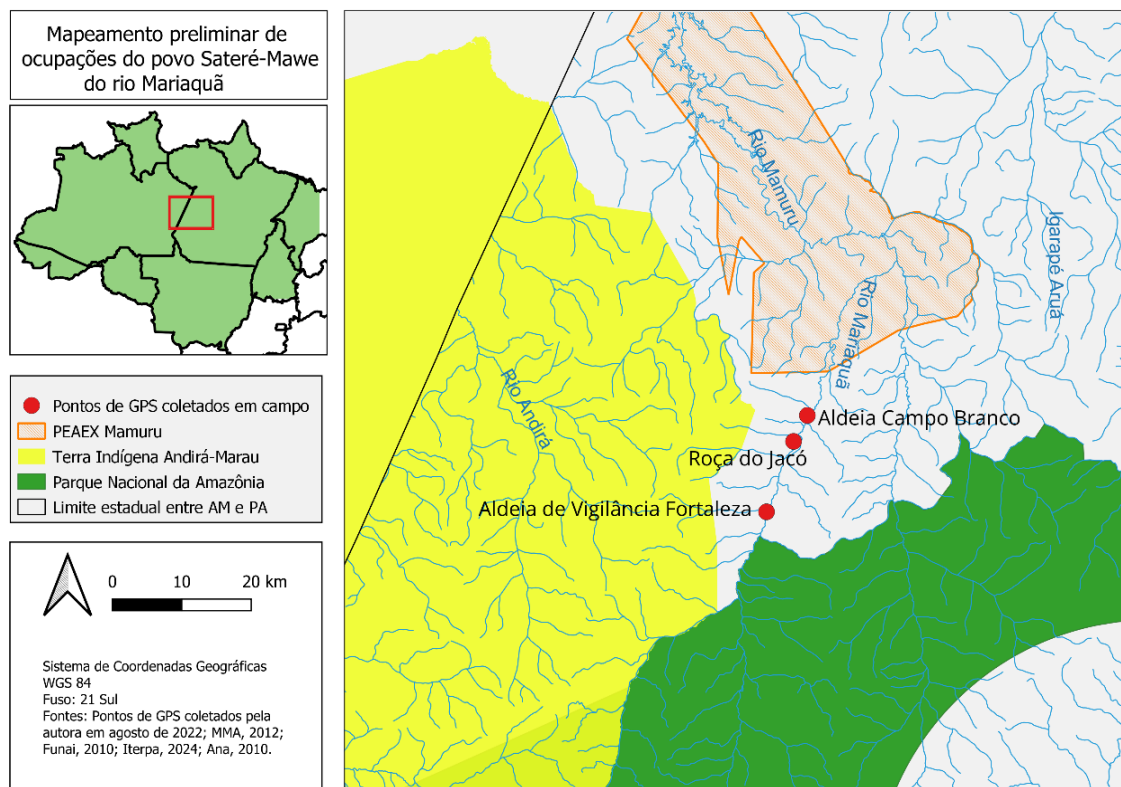 Mapeamento preliminar de
ocupações do povo Sateré-Mawe
do rio Mariaquã
Pontos de GPS coletados em campo
PEAEX Mamuru
Terra Indígena Andirá-Marau
Parque Nacional da Amazônia
Limite estadual entre AM e PA
0 10 20 km
Sistema de Coordenadas Geográficas
WGS 84
Fuso: 21 Sul
Fontes: Pontos de GPS coletados pela
autora em agosto de 2022; MMA, 2012;
Funai, 2010; Iterpa, 2024; Ana, 2010.
Rio Mamuru
Igarapé Aruá
Rio Mariaquã
Rio Andirá
Aldeia Campo Branco
Roça do Jacó
Aldeia de Vigilância Fortaleza